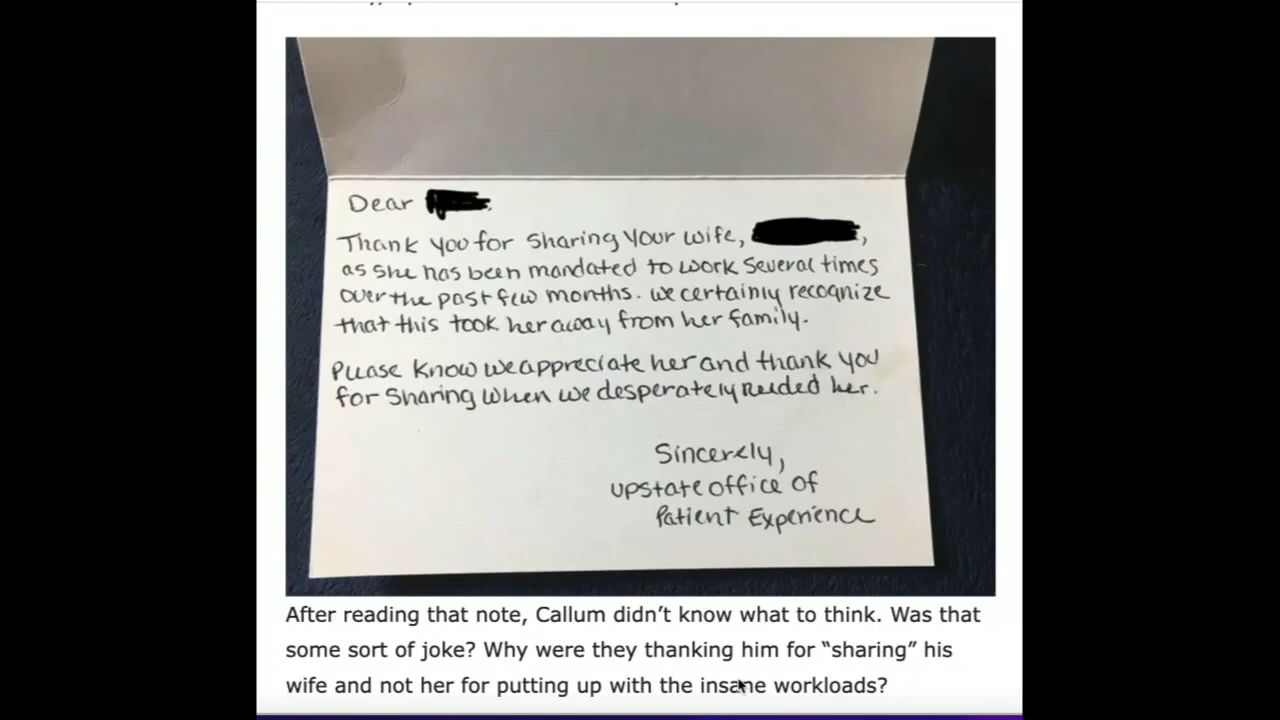 Dear
Thank you for sharing your wife,
as she has been mandated to work several times
over the past few months. We certainly recognize
that this took her away from her family.
Please know we appreciate her and thank you
for sharing when we desperately needed her.
Sincerely,
upstate office of
Patient Experience
After reading that note, Callum didn’t know what to think. Was that
some sort of joke? Why were they thanking him for “sharing” his
wife and not her for putting up with the insane workloads?